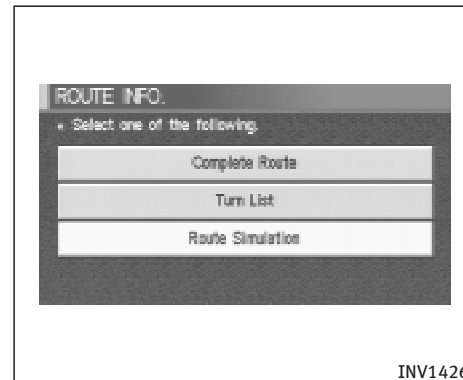 ROUTE INFO.
• Select one of the following.
Complete Route
Turn List
Route Simulation
INV1426